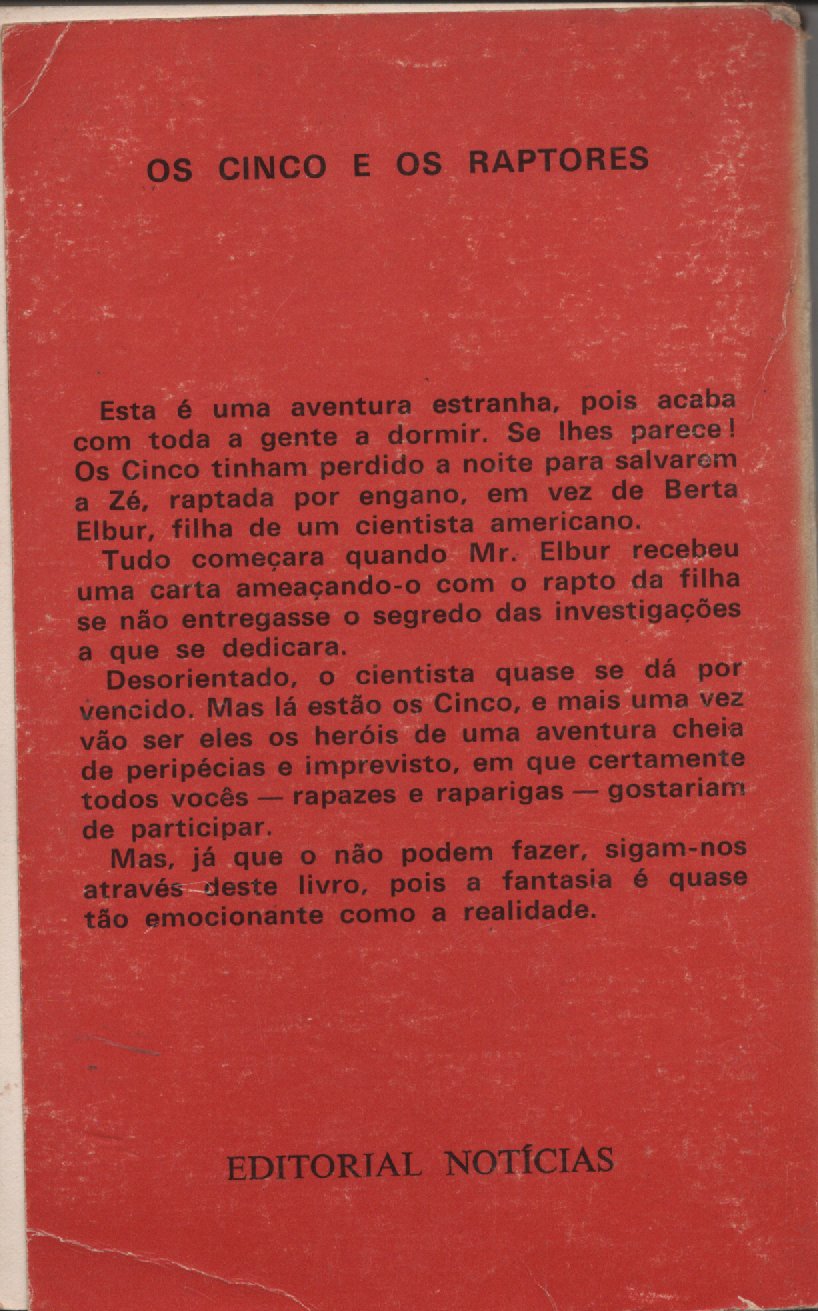 OS CINCO E OS RAPTORES
Esta é uma aventura estranha, pois acaba
com toda a gente a dormir. Se lhes parece!
Os Cinco tinham perdido a noite para salvarem
a Zé, raptada por engano, em vez de Berta
Elbur, filha de um cientista americano.
Tudo começara quando Mr. Elbur recebeu
uma carta ameaçando-o com o rapto da filha
se não entregasse o segredo das investigações
a que se dedicara.
Desorientado, o cientista quase se dá por
vencido. Mas lá estão os Cinco, e mais uma vez
vão ser eles os heróis de uma aventura cheia
de peripécias e imprevisto, em que certamente
todos vocês — rapazes e raparigas — gostariam
de participar.
Mas, já que o não podem fazer, sigam-nos
através deste livro, pois a fantasia é quase
tão emocionante como a realidade.
EDITORIAL NOTÍCIAS